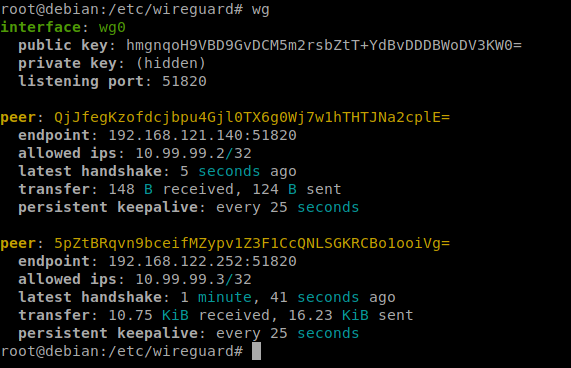 root@debian:/etc/wireguard# wg
interface: wg0
public key: hmgnqoH9VBD9GvDCM5m2rsbZtT+YdBvDDDBWoDV3KW0=
private key: (hidden)
listening port: 51820
peer: QjJfegKzofdcjbpu4Gjl0TX6g0Wj7w1hTHTJNa2cplE=
endpoint: 192.168.121.140:51820
allowed ips: 10.99.99.2/32
latest handshake: 5 seconds ago
transfer: 148 B received, 124 B sent
persistent keepalive: every 25 seconds
peer: 5pZtBRqvn9bceifMZypv1Z3F1CcQNLSGKRCBo1ooiVg=
endpoint: 192.168.122.252:51820
allowed ips: 10.99.99.3/32
latest handshake: 1 minute, 41 seconds ago
transfer: 10.75 KiB received, 16.23 KiB sent
persistent keepalive: every 25 seconds
root@debian:/etc/wireguard#